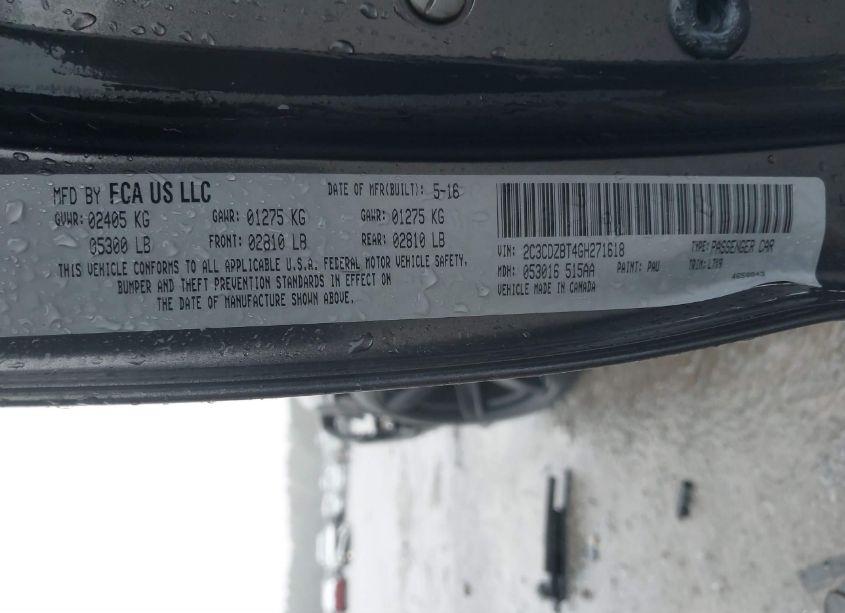 MFD BY FCA US LLC DATE OF MFR(BUILT): 5-16
GVWR: 02405 KG GAWR: 01275 KG GAWR: 01275 KG
05300 LB FRONT: 02810 LB REAR: 02810 LB
THIS VEHICLE CONFORMS TO ALL APPLICABLE U.S.A. FEDERAL MOTOR VEHICLE SAFETY,
BUMPER AND THEFT PREVENTION STANDARDS IN EFFECT ON
THE DATE OF MANUFACTURE SHOWN ABOVE.
VIN: 2C3CDZBT4GH271618 TYPE: PASSENGER CAR
MDH: 053016 515AA PAINT: PAU TRIM: LTX9
VEHICLE MADE IN CANADA